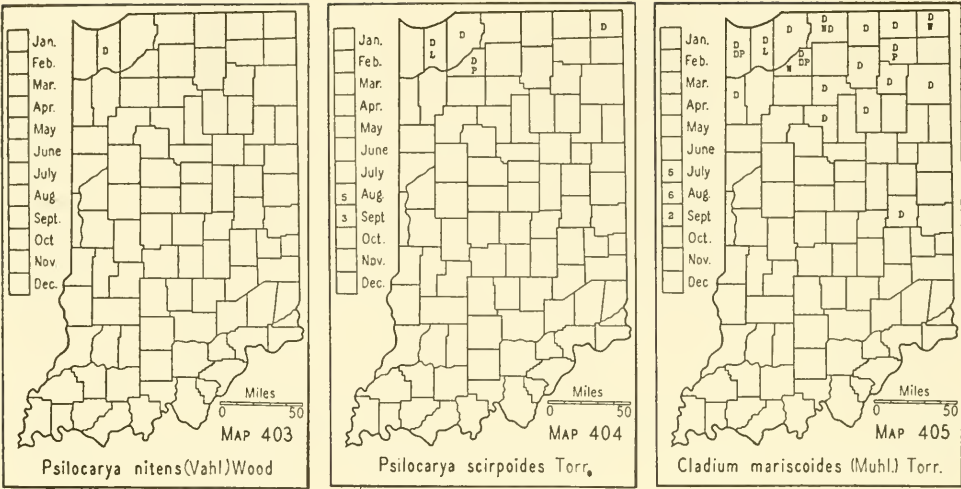 Jan.
Feb.
Mar.
Apr.
May
June
July
Aug.
Sept.
Oct
Nov.
Dec.
D
Miles
0 50
MAP 403
Psilocarya nitens (Vahl) Wood
Jan.
Feb.
Mar.
Apr.
May
June
July
5 Aug.
3 Sept
Oct.
Nov.
Dec.
D
L
D
D
P
D
Miles
0 50
MAP 404
Psilocarya scirpoides Torr.
Jan.
Feb.
Mar.
Apr.
May
June
5 July
6 Aug.
2 Sept
Oct.
Nov.
Dec
D
DP
D
L
D
D
ND
D
D
D
N
N
D
DP
D
D
P
D
D
D
D
D
D
Miles
0 50
MAP 405
Cladium mariscoides (Muhl.) Torr.